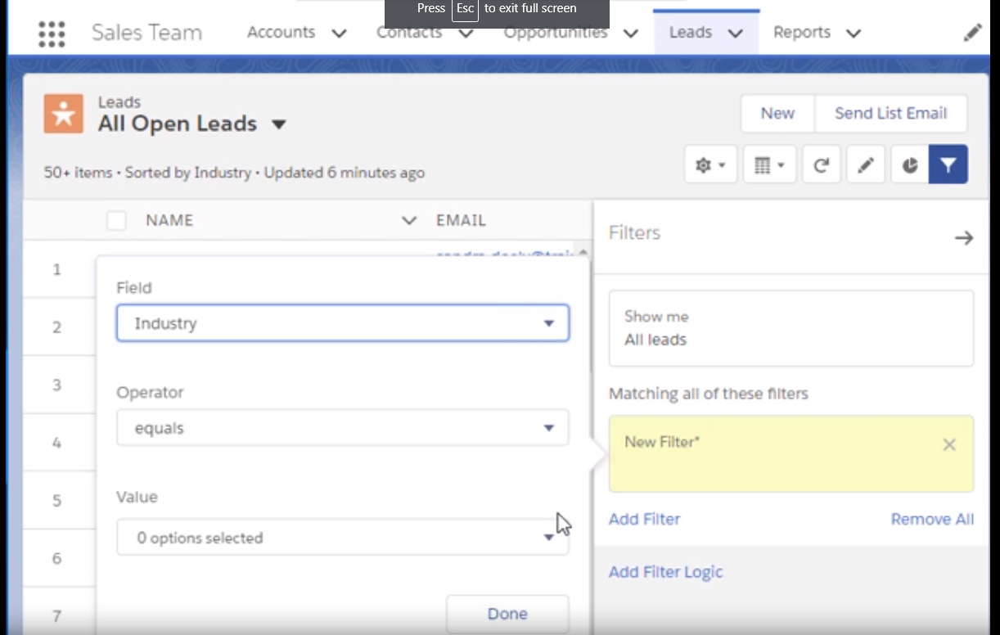 Press Esc to exit full screen
Sales Team Accounts Contacts Opportunities Leads Reports
Leads
All Open Leads
New Send List Email
50+ items • Sorted by Industry • Updated 6 minutes ago
NAME EMAIL
Filters
1
2
3
4
5
6
7
Field
Industry
Operator
equals
Value
0 options selected
Done
Show me
All leads
Matching all of these filters
New Filter*
Add Filter Remove All
Add Filter Logic